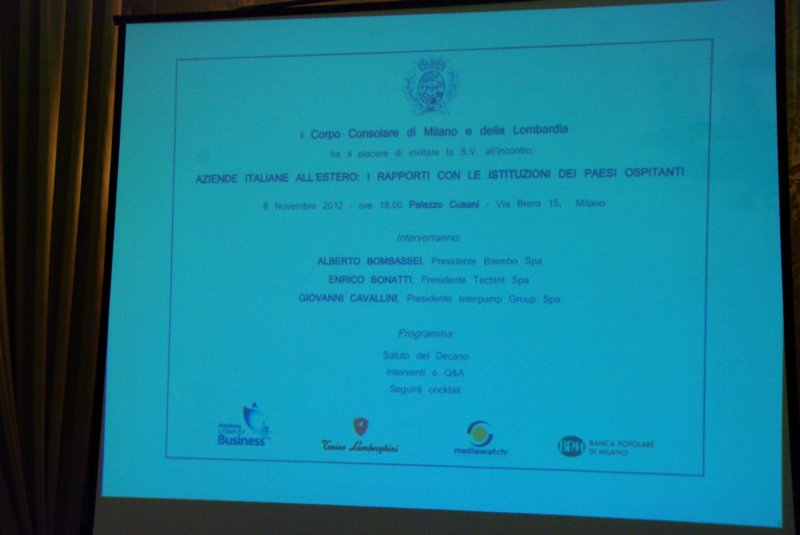 Il Corpo Consolare di Milano e della Lombardia
ha il piacere di invitare la S.V. all'incontro:
AZIENDE ITALIANE ALL'ESTERO: I RAPPORTI CON LE ISTITUZIONI DEI PAESI OSPITANTI
8 Novembre 2012 - ore 18.00 Palazzo Cusani - Via Brera 15, Milano
Interverranno:
ALBERTO BOMBASSEI, Presidente Brembo Spa
ENRICO BONATTI, Presidente Techint Spa
GIOVANNI CAVALLINI, Presidente Interpump Group Spa
Programma:
Saluto del Decano
Interventi e Q&A
Seguirà cocktail
Business
Tonino Lamborghini
mediawatch
BPM BANCA POPOLARE
DI MILANO